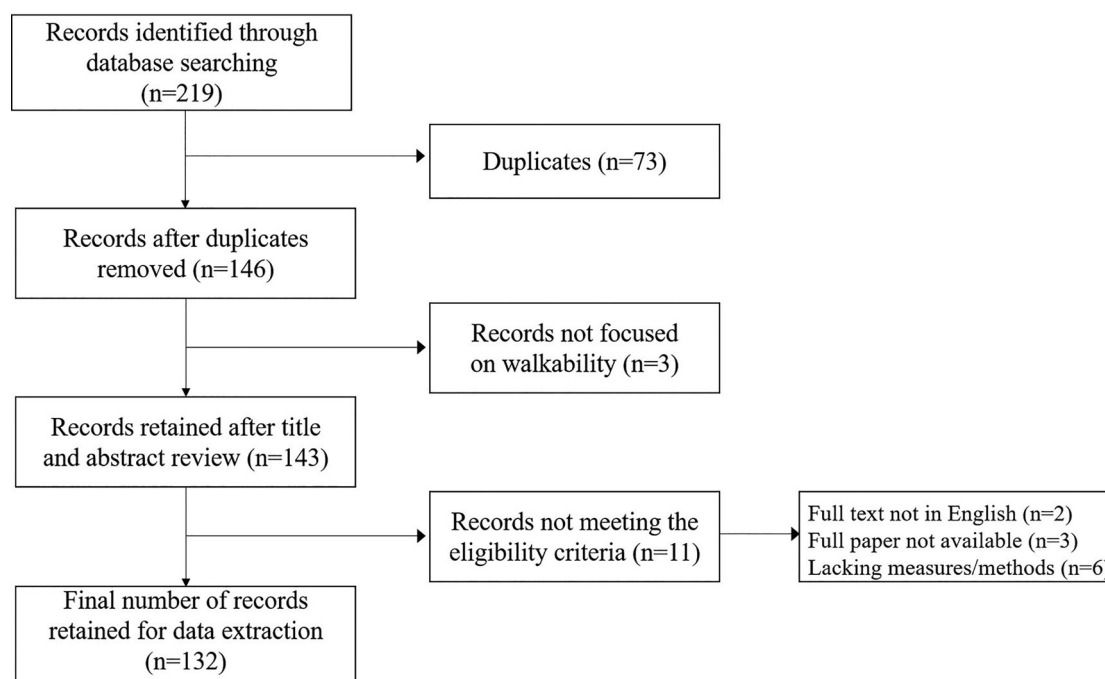 Records identified through
database searching
(n=219)
Duplicates (n=73)
Records after duplicates
removed (n=146)
Records not focused
on walkability (n=3)
Records retained after title
and abstract review (n=143)
Records not meeting the
eligibility criteria (n=11)
Full text not in English (n=2)
Full paper not available (n=3)
Lacking measures/methods (n=6)
Final number of records
retained for data extraction
(n=132)